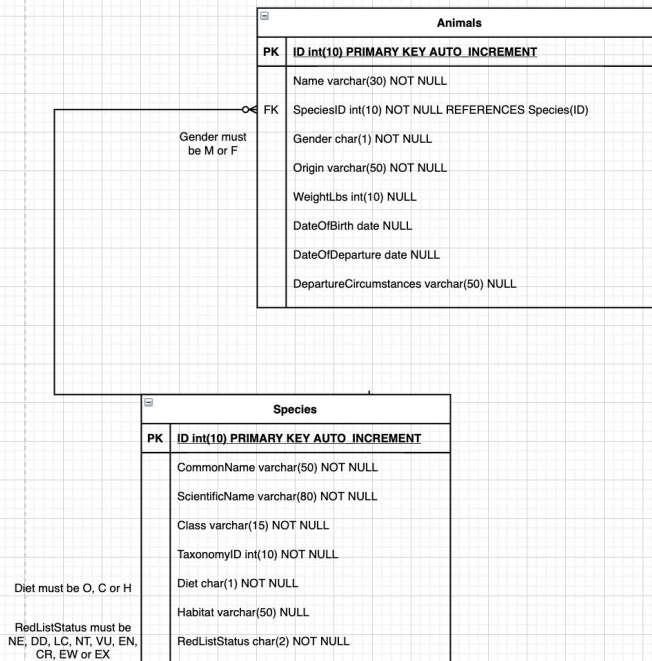 Animals
PK ID int(10) PRIMARY KEY AUTO_INCREMENT
Name varchar(30) NOT NULL
FK SpeciesID int(10) NOT NULL REFERENCES Species(ID)
Gender must
be M or F
Gender char(1) NOT NULL
Origin varchar(50) NOT NULL
WeightLbs int(10) NULL
DateOfBirth date NULL
DateOfDeparture date NULL
DepartureCircumstances varchar(50) NULL
Species
PK ID int(10) PRIMARY KEY AUTO_INCREMENT
CommonName varchar(50) NOT NULL
ScientificName varchar(80) NOT NULL
Class varchar(15) NOT NULL
TaxonomyID int(10) NOT NULL
Diet must be O, C or H
Diet char(1) NOT NULL
Habitat varchar(50) NULL
RedListStatus must be
NE, DD, LC, NT, VU, EN,
CR, EW or EX
RedListStatus char(2) NOT NULL